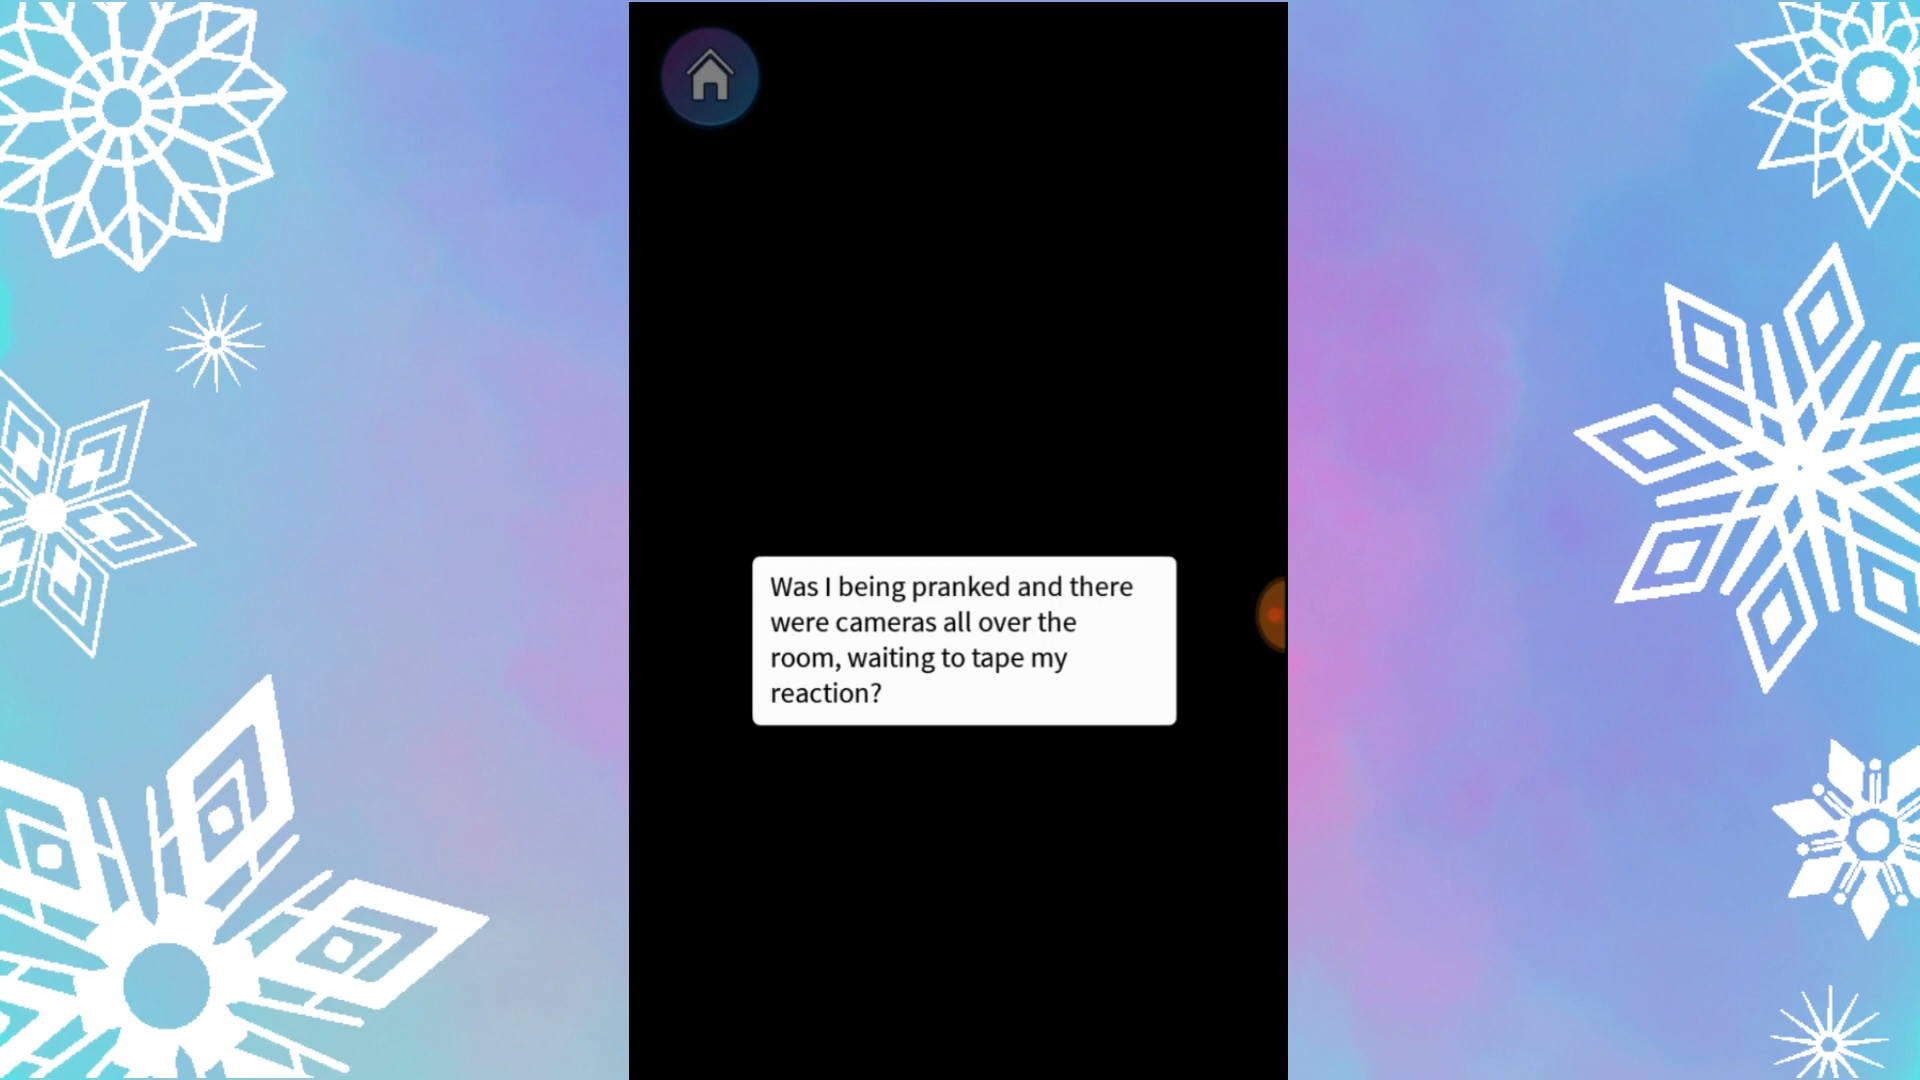 Was I being pranked and there
were cameras all over the
room, waiting to tape my
reaction?